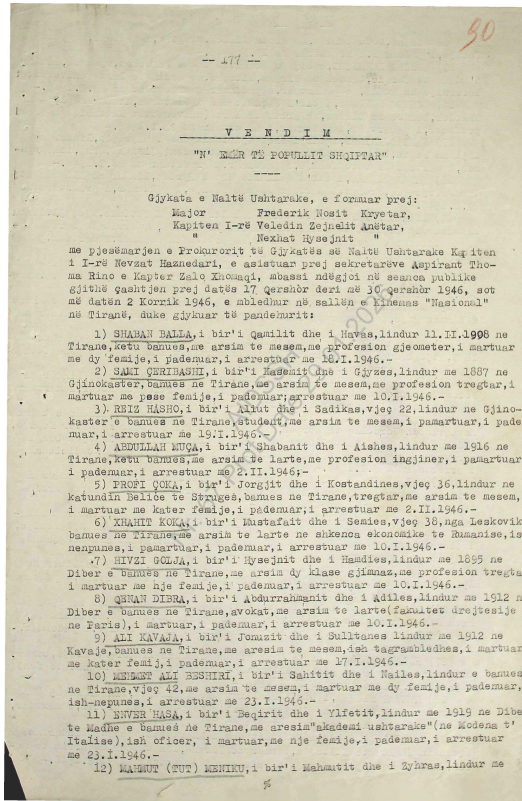 90
-- 177 --
V E N D I M
"N' EMËR TË POPULLIT SHQIPTAR"
----
Gjykata e Naltë Ushtarake, e formuar prej:
Major Frederik Nosit Kryetar,
Kapiten I-rë Veledin Zejnelit Anëtar,
" Nexhat Hysejnit "
me pjesëmarjen e Prokurorit të Gjykatës së Naltë Ushtarake Kapiten
i I-rë Nevzat Haznedari, e asistuar prej sekretarëve Aspirant Tho-
ma Rino e Kapter Zalo Xhomaqi, mbassi ndëgjoi në seanca publike
gjithë çashtjen prej datës 17 Qershôr deri më 30 Qershôr 1946, sot
më datën 2 Korrik 1946, e mbledhur në sallën e Kinemas "Nasional"
në Tiranë, duke gjykuar të pandehurit:
1) SHABAN BALLA,i bir'i Qamilit dhe i Havas,lindur 11.II.1908 ne
Tirane,ketu banues,me arsim te mesem,me profesion gjeometer,i martuar
me dy femije,i padenuar,i arrestuar me 18.I.1946.-
2) SAMI ÇERIBASHI,i bir'i Rasemit dhe i Gjyzes,lindur me 1887 ne
Gjinokaster,banues ne Tirane,me arsim te mesem,me profesion tregtar,i
martuar me pese femije,i padenuar,arrestuar me 10.I.1946.-
3) REIZ HASHO,i bir'i Aliut dhe i Sadikas,vjeç 22,lindur ne Gjino-
kaster e banues ne Tirane,student,me arsim te mesem,i pamartuar,i pade
nuar,i arrestuar me 19.I.1946.-
4) ABDULLAH MUÇA,i bir'i Shabanit dhe i Aishes,lindur me 1916 ne
Tirane,ketu banues,me arsim te larte,me profesion ingjiner,i pamartuar
i padenuar,i arrestuar me 2.II.1946;-
5) PROFI ÇOKA,i bir'i Jorgjit dhe i Kostandines,vjeç 36,lindur ne
katundin Beliçe te Struges,banues ne Tirane,tregtar,me arsim te mesem,
i martuar me kater femije,i padenuar;i arrestuar me 2.II.1946.-
6) XHAHIT KOKA,i bir'i Mustafait dhe i Semies,vjeç 38,nga Leskovik
banues ne Tirane,me arsim te larte ne shkenca ekonomike te Rumanise,is
nenpunes,i pamartuar,i padenuar,i arrestuar me 10.I.1946.-
7) HIVZI GOLJA,i bir'i Hysejnit dhe i Hamdies,lindur me 1895 ne
Diber e banues ne Tirane,me arsim dy klase gjimnaz,me profesion tregta
i martuar me nje femije,i padenuar,i arrestuar me 10.I.1946.-
8) QENAN DIBRA,i bir'i Abdurrahmanit dhe i Adiles,lindur me 1912 n
Diber e banues ne Tirane,avokat,me arsim te larte(fakultet drejtesije
ne Paris),i martuar,i padenuar,i arrestuar me 10.I.1946.-
9) ALI KAVAJA,i bir'i Jonuzit dhe i Sulltanes lindur me 1912 ne
Kavaje,banues ne Tirane,me aresim te mesem,ish tagrambledhes,i martuar
me kater femij,i padenuar,i arrestuar me 17.I.1946.-
10) MEHMET ALI BESHIRI,i bir'i Sahitit dhe i Nailes,lindur e banues
ne Tirane,vjeç 42,me arsim te mesem,i martuar me dy femije,i padenuar,
ish-nepunes,i arrestuar me 23.I.1946.-
11) ENVER HASA,i bir'i Beqirit dhe i Ylfetit,lindur me 1919 ne Dibe
te Madhe e banues ne Tirane,me aresim"akademi ushtarake"(ne Modena t'
Italise),ish oficer,i martuar,me nje femije,i padenuar,i arrestuar
me 23.I.1946.-
12) MAHMUT (TUT) MENIKU,i bir'i Mahmutit dhe i Zyhras,lindur me
%